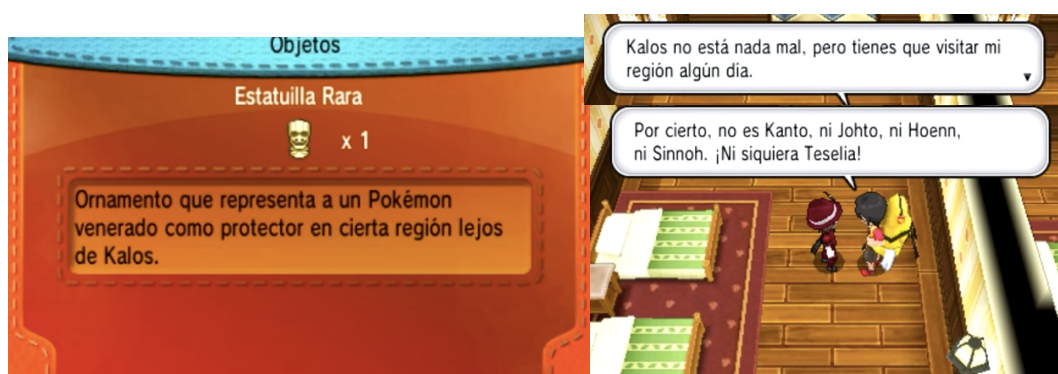 Objetos
Estatuilla Rara
x 1
Ornamento que representa a un Pokémon
venerado como protector en cierta región lejos
de Kalos.
Kalos no está nada mal, pero tienes que visitar mi
región algún día.
Por cierto, no es Kanto, ni Johto, ni Hoenn,
ni Sinnoh. ¡Ni siquiera Teselia!